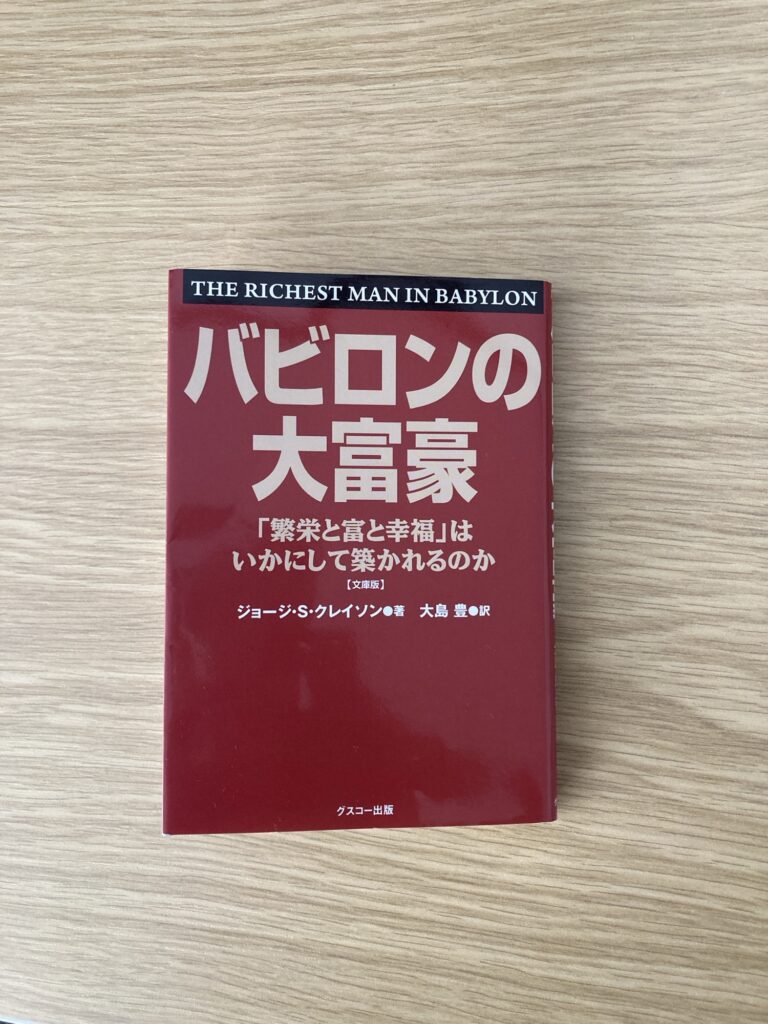 THE RICHEST MAN IN BABYLON
バビロンの
大富豪
「繁栄と富と幸福」は
いかにして築かれるのか
【文庫版】
ジョージ・S・クレイソン●著 大島 豊●訳
グスコー出版